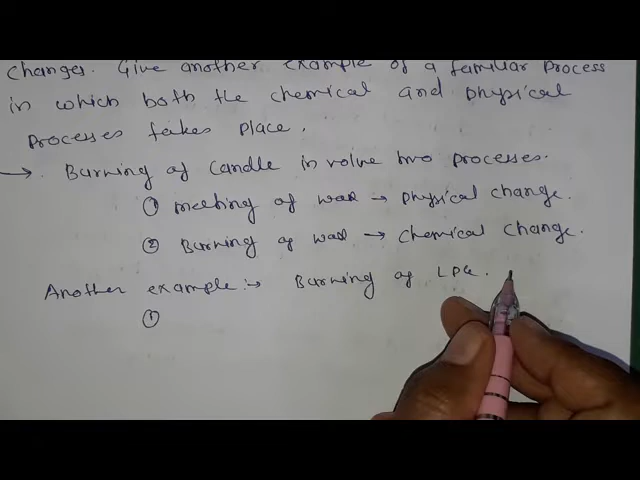 changes. Give another example of a familiar process
in which both the chemical and physical
processes takes place.
→. Burning of candle involve two processes.
① melting of wax → physical change.
② Burning of wax → chemical change.
Another example:→ Burning of LPG.
①